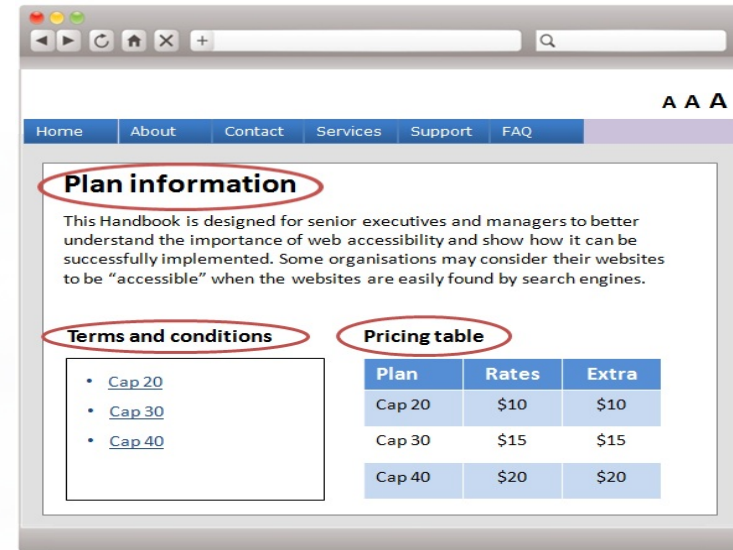 A A A
Home About Contact Services Support FAQ
Plan information
This Handbook is designed for senior executives and managers to better
understand the importance of web accessibility and show how it can be
successfully implemented. Some organisations may consider their websites
to be “accessible” when the websites are easily found by search engines.
Terms and conditions
• Cap 20
• Cap 30
• Cap 40
Pricing table
Plan Rates Extra
Cap 20 $10 $10
Cap 30 $15 $15
Cap 40 $20 $20